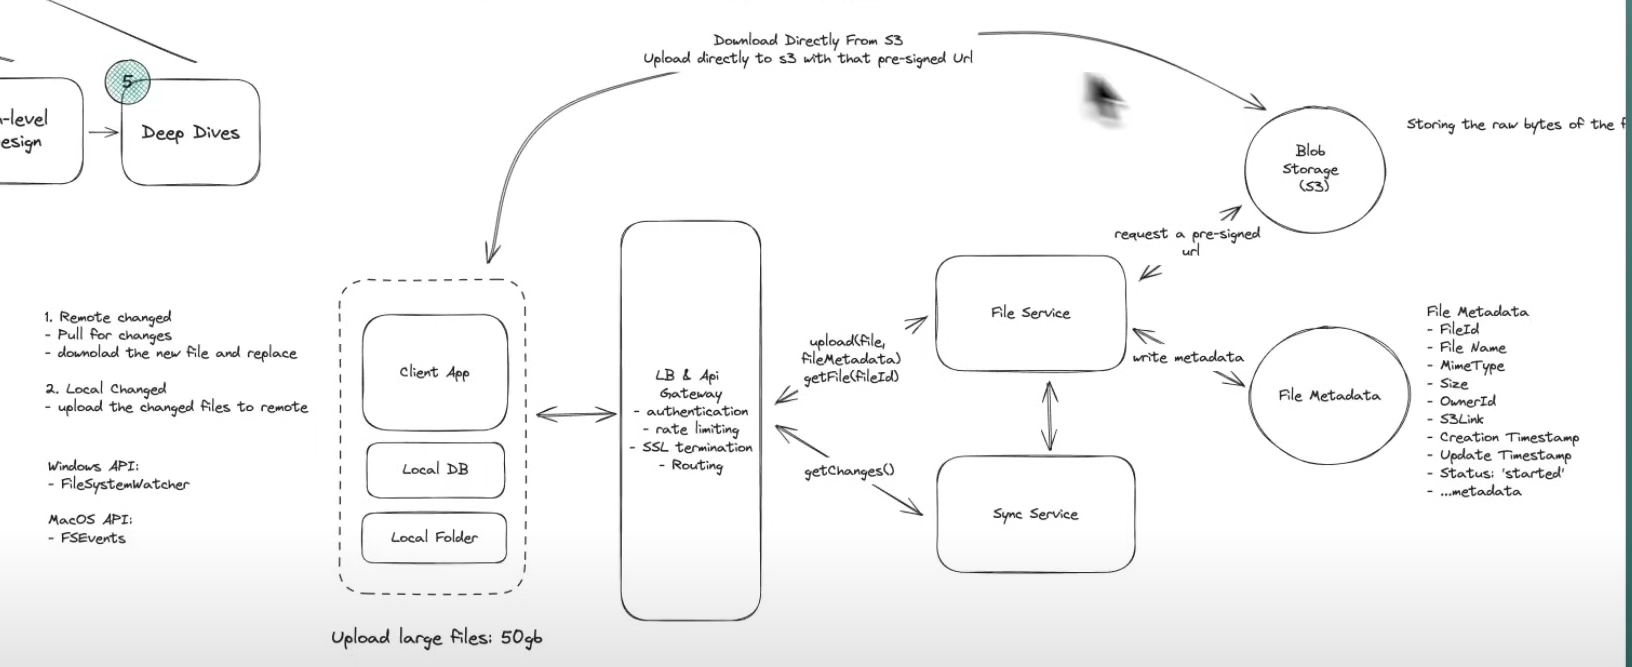 Download Directly From S3
Upload directly to s3 with that pre-signed Url
5
-level
esign
Deep Dives
Storing the raw bytes of the f
Blob
Storage
(S3)
request a pre-signed
url
1. Remote changed
- Pull for changes
- downolad the new file and replace
2. Local Changed
- upload the changed files to remote
Windows API:
- FileSystemWatcher
MacOS API:
- FSEvents
Client App
Local DB
Local Folder
Upload large files: 50gb
LB & Api
Gateway
- authentication
- rate limiting
- SSL termination
- Routing
upload(file,
fileMetadata)
getFile(fileId)
getChanges()
File Service
Sync Service
write metadata
File Metadata
File Metadata
- FileId
- File Name
- MimeType
- Size
- OwnerId
- S3Link
- Creation Timestamp
- Update Timestamp
- Status: 'started'
- ...metadata